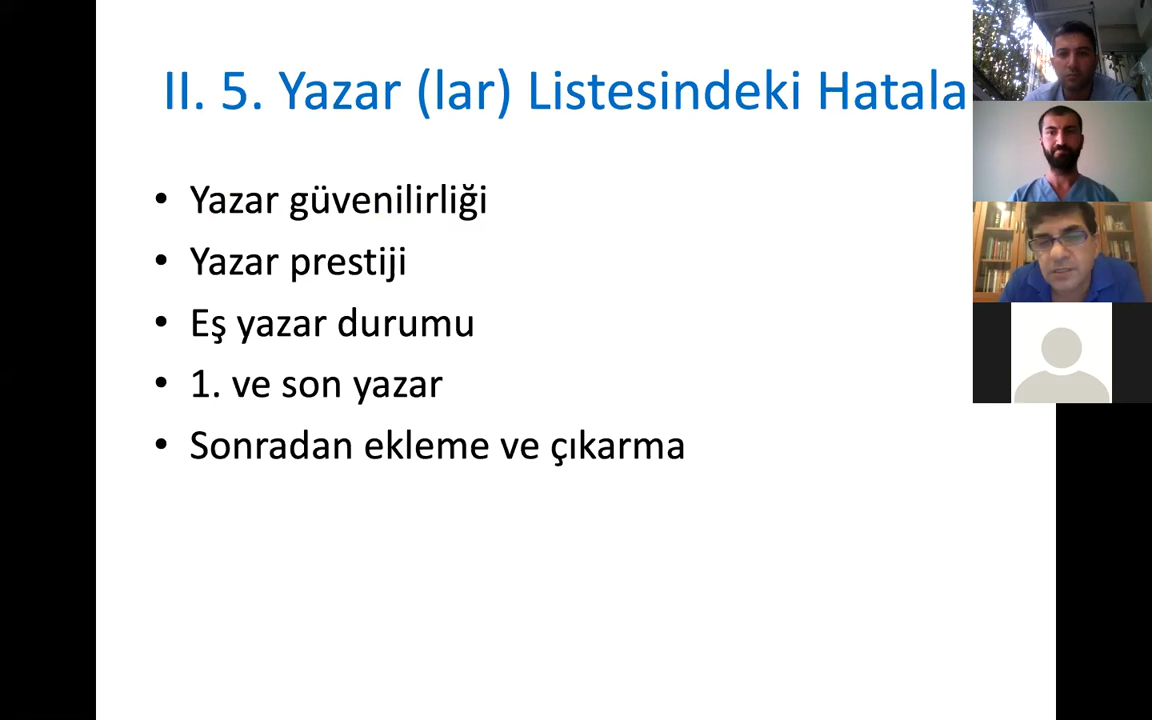 II. 5. Yazar (lar) Listesindeki Hatala
• Yazar güvenilirliği
• Yazar prestiji
• Eş yazar durumu
• 1. ve son yazar
• Sonradan ekleme ve çıkarma